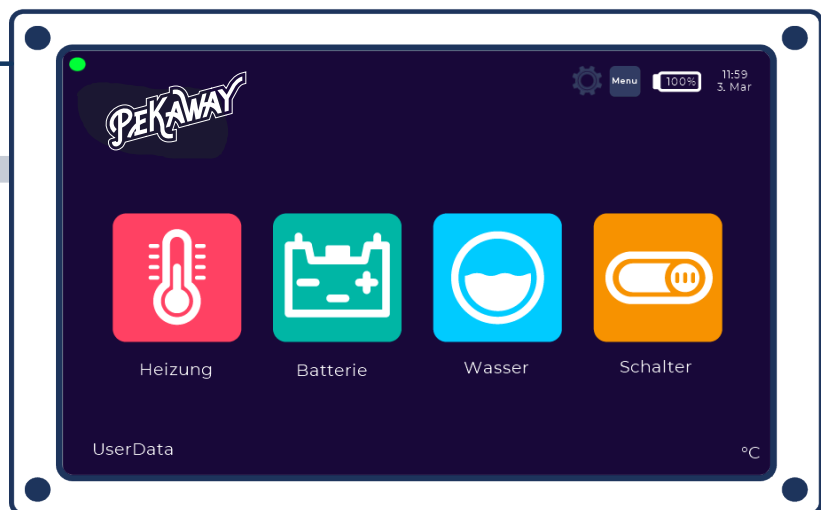 PEKAWAY
Menu
100%
11:59
3. Mar
Heizung
Batterie
Wasser
Schalter
UserData
°C